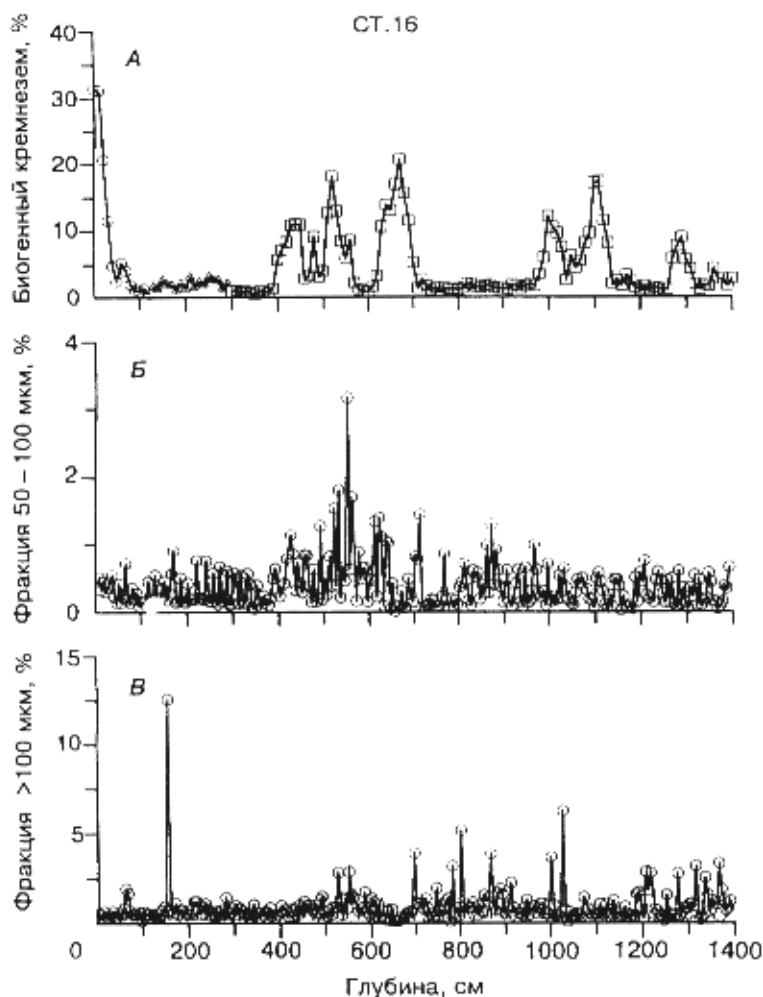 СТ.16
Биогенный кремнезем, %
А
40
30
20
10
0
Фракция 50 – 100 мкм, %
Б
4
2
0
Фракция >100 мкм, %
В
15
10
5
0 200 400 600 800 1000 1200 1400
Глубина, см